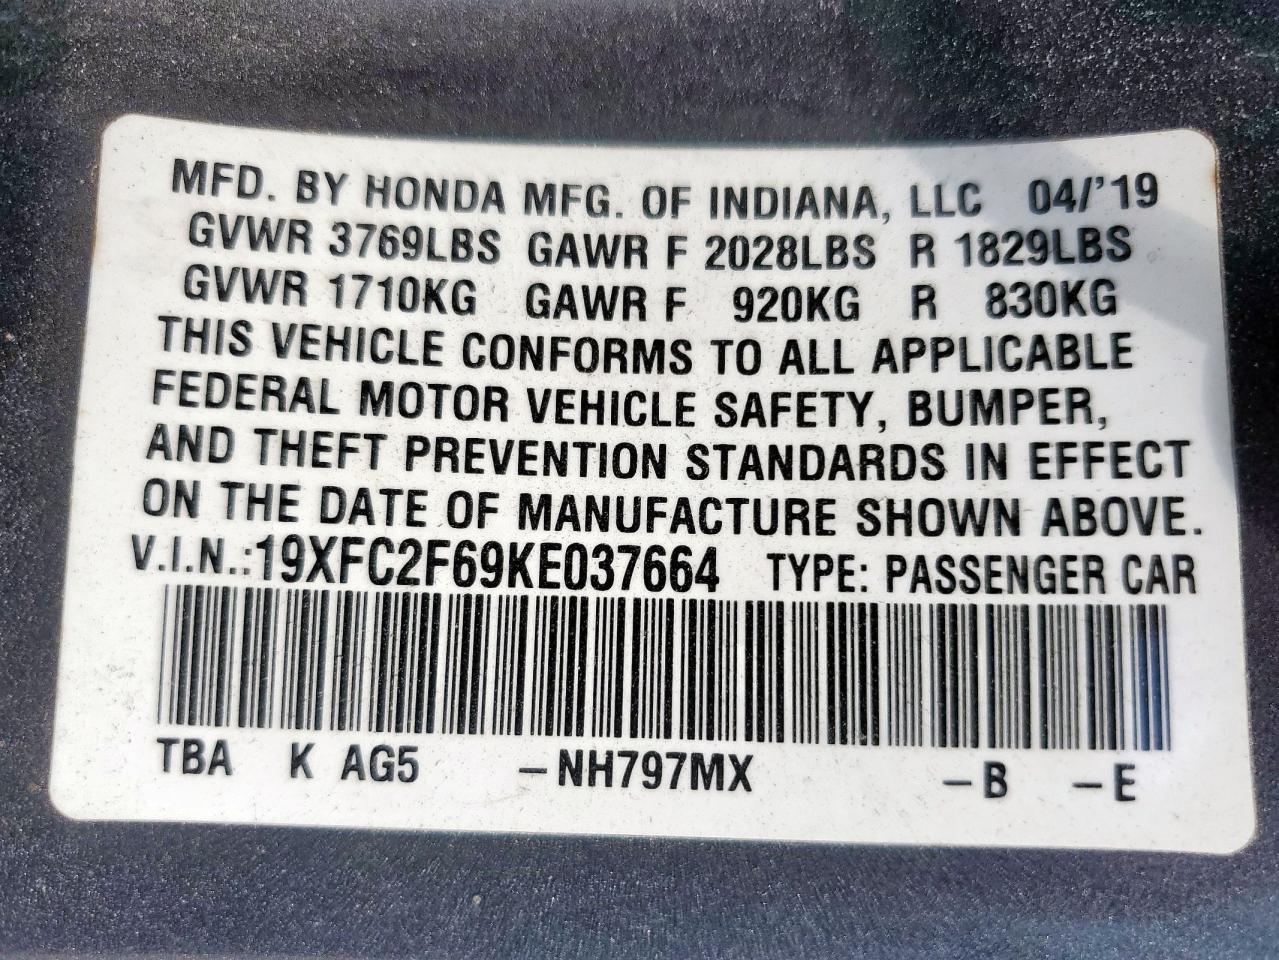 MFD. BY HONDA MFG. OF INDIANA, LLC 04/'19
GVWR 3769LBS GAWR F 2028LBS R 1829LBS
GVWR 1710KG GAWR F 920KG R 830KG
THIS VEHICLE CONFORMS TO ALL APPLICABLE
FEDERAL MOTOR VEHICLE SAFETY, BUMPER,
AND THEFT PREVENTION STANDARDS IN EFFECT
ON THE DATE OF MANUFACTURE SHOWN ABOVE.
V.I.N.:19XFC2F69KE037664 TYPE: PASSENGER CAR
TBA K AG5 –NH797MX –B –E